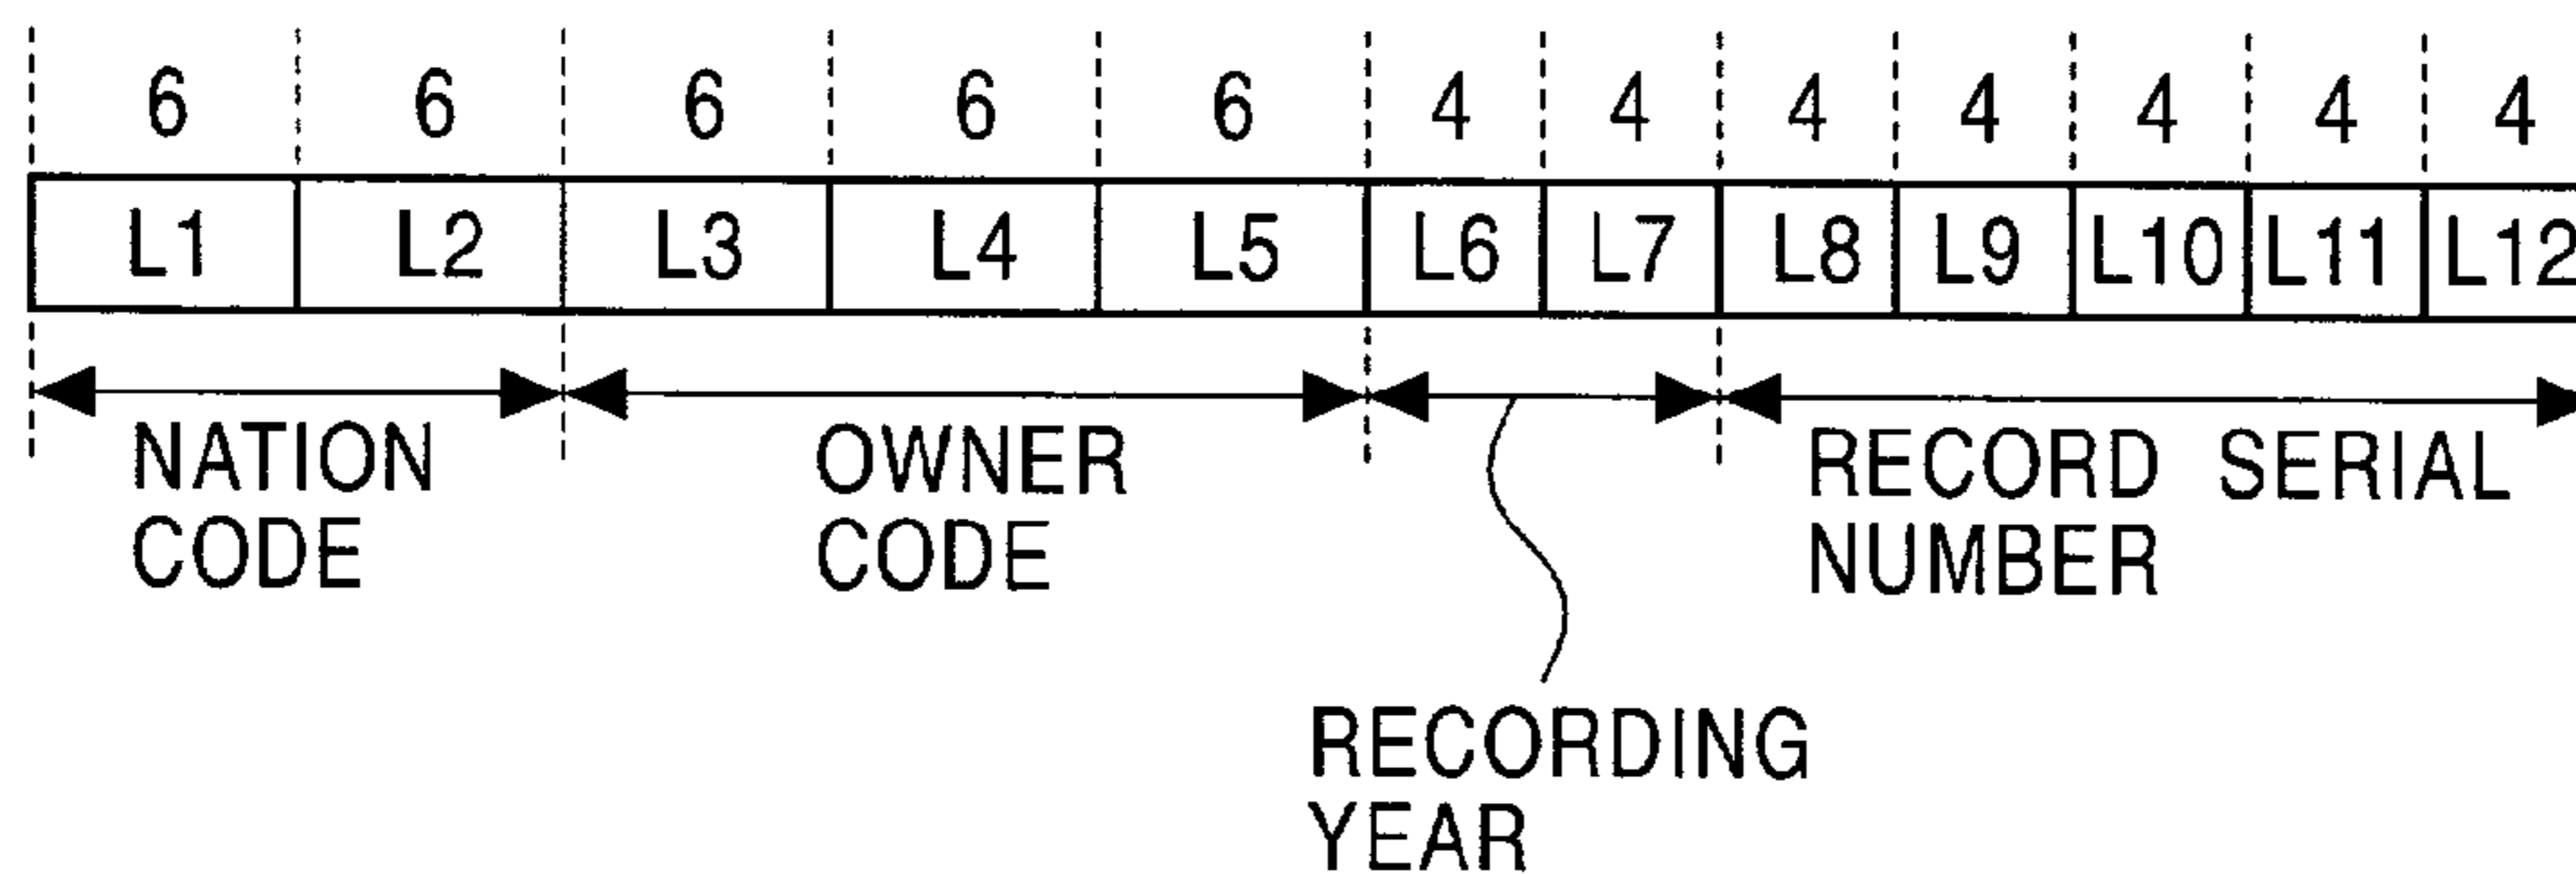 6 6 6 6 6 4 4 4 4 4 4 4
L1 L2 L3 L4 L5 L6 L7 L8 L9 L10 L11 L12
NATION
CODE
OWNER
CODE
RECORD SERIAL
NUMBER
RECORDING
YEAR